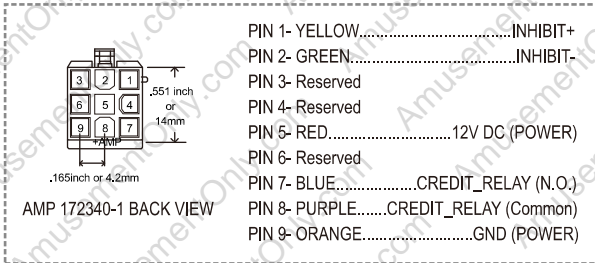 PIN 1- YELLOW..............................INHIBIT+
PIN 2- GREEN................................INHIBIT-
PIN 3- Reserved
PIN 4- Reserved
PIN 5- RED......................12V DC (POWER)
PIN 6- Reserved
PIN 7- BLUE................CREDIT_RELAY (N.O.)
PIN 8- PURPLE......CREDIT_RELAY (Common)
PIN 9- ORANGE......................GND (POWER)
3 2 1
6 5 4
9 8 7
+AMP
.551 inch
or
14mm
.165inch or 4.2mm
AMP 172340-1 BACK VIEW
AmusementOnly.com